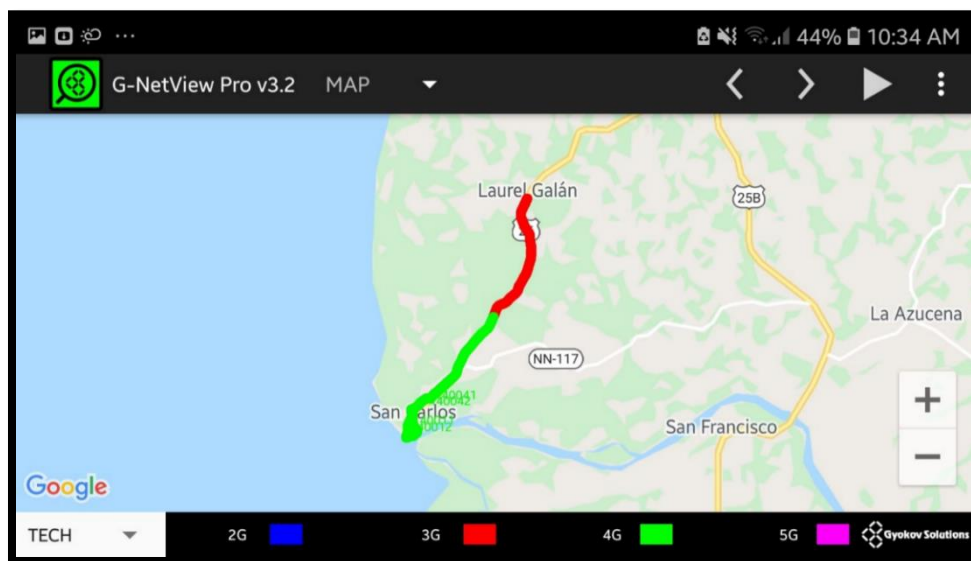 44% 10:34 AM
G-NetView Pro v3.2 MAP
Laurel Galán
25B
La Azucena
NN-117
San Carlos
San Francisco
+
−
Google
TECH 2G 3G 4G 5G Gyokov Solutions